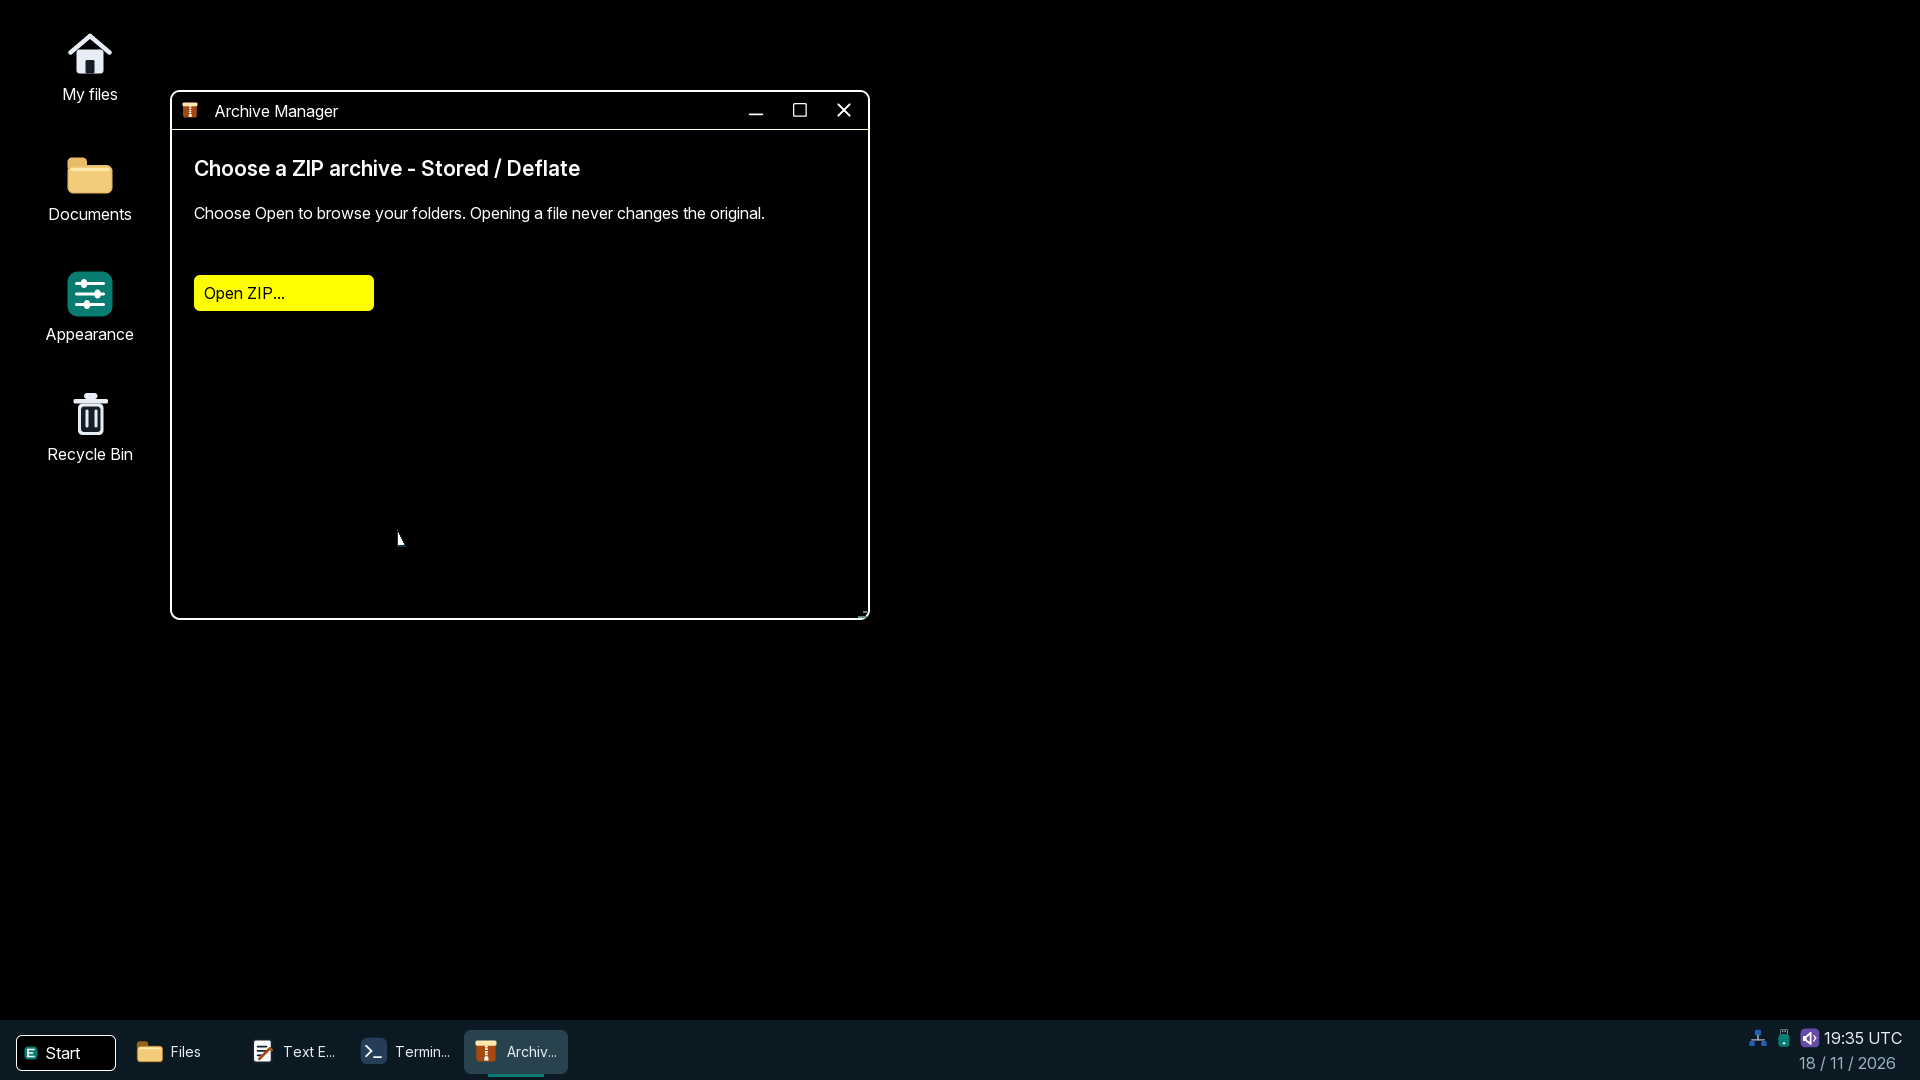 My files
Documents
Appearance
Recycle Bin
Archive Manager
Choose a ZIP archive - Stored / Deflate
Choose Open to browse your folders. Opening a file never changes the original.
Open ZIP...
Start
Files
Text E...
Termin...
Archiv...
19:35 UTC
18 / 11 / 2026